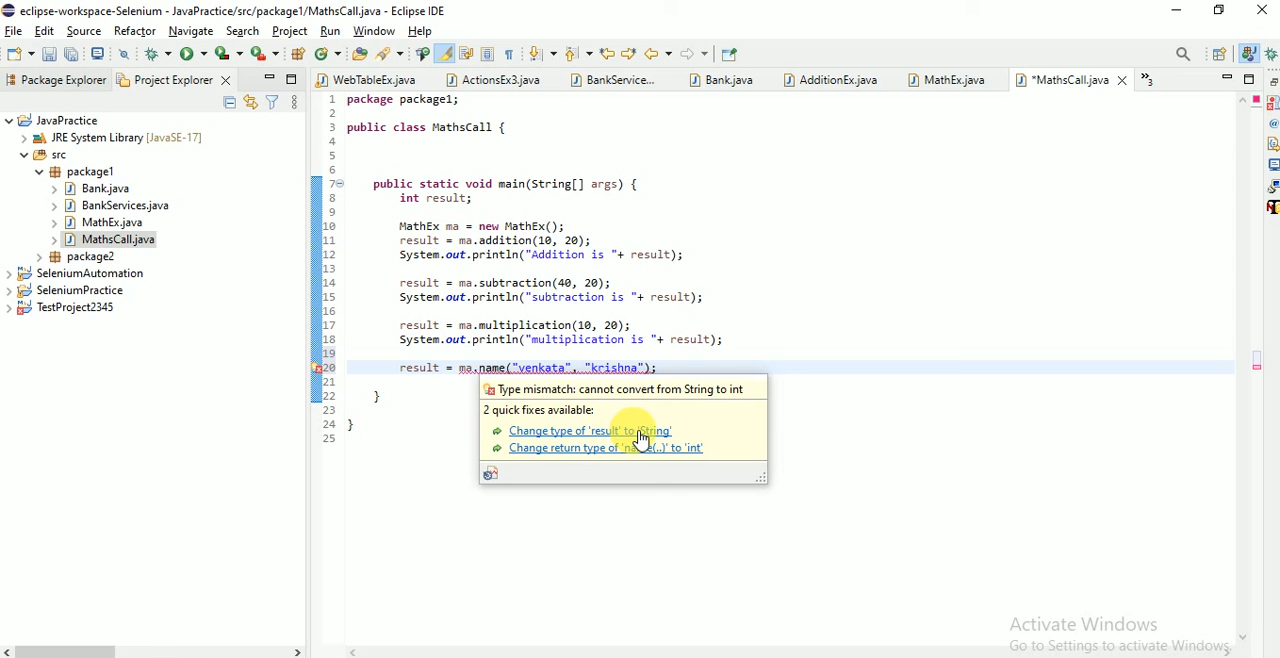 eclipse-workspace-Selenium - JavaPractice/src/package1/MathsCall.java - Eclipse IDE
File Edit Source Refactor Navigate Search Project Run Window Help
Package Explorer Project Explorer
WebTableEx.java ActionsEx3.java BankService... Bank.java AdditionEx.java MathEx.java *MathsCall.java »3
JavaPractice
JRE System Library [JavaSE-17]
src
package1
Bank.java
BankServices.java
MathEx.java
MathsCall.java
package2
SeleniumAutomation
SeleniumPractice
TestProject2345
1 package package1;
2
3 public class MathsCall {
4
5
6
7 public static void main(String[] args) {
8 int result;
9
10 MathEx ma = new MathEx();
11 result = ma.addition(10, 20);
12 System.out.println("Addition is "+ result);
13
14 result = ma.subtraction(40, 20);
15 System.out.println("subtraction is "+ result);
16
17 result = ma.multiplication(10, 20);
18 System.out.println("multiplication is "+ result);
19
20 result = ma.name("venkata", "krishna");
21
22 }
23
24 }
25
Type mismatch: cannot convert from String to int
2 quick fixes available:
Change type of 'result' to 'String'
Change return type of 'name(..)' to 'int'
Activate Windows
Go to Settings to activate Windows.